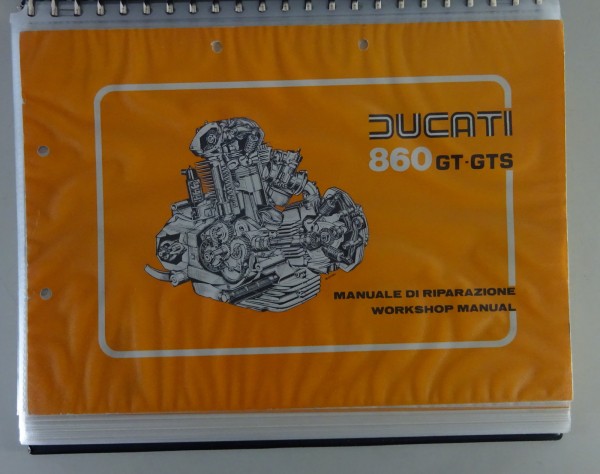 DUCATI
860 GT·GTS
MANUALE DI RIPARAZIONE
WORKSHOP MANUAL